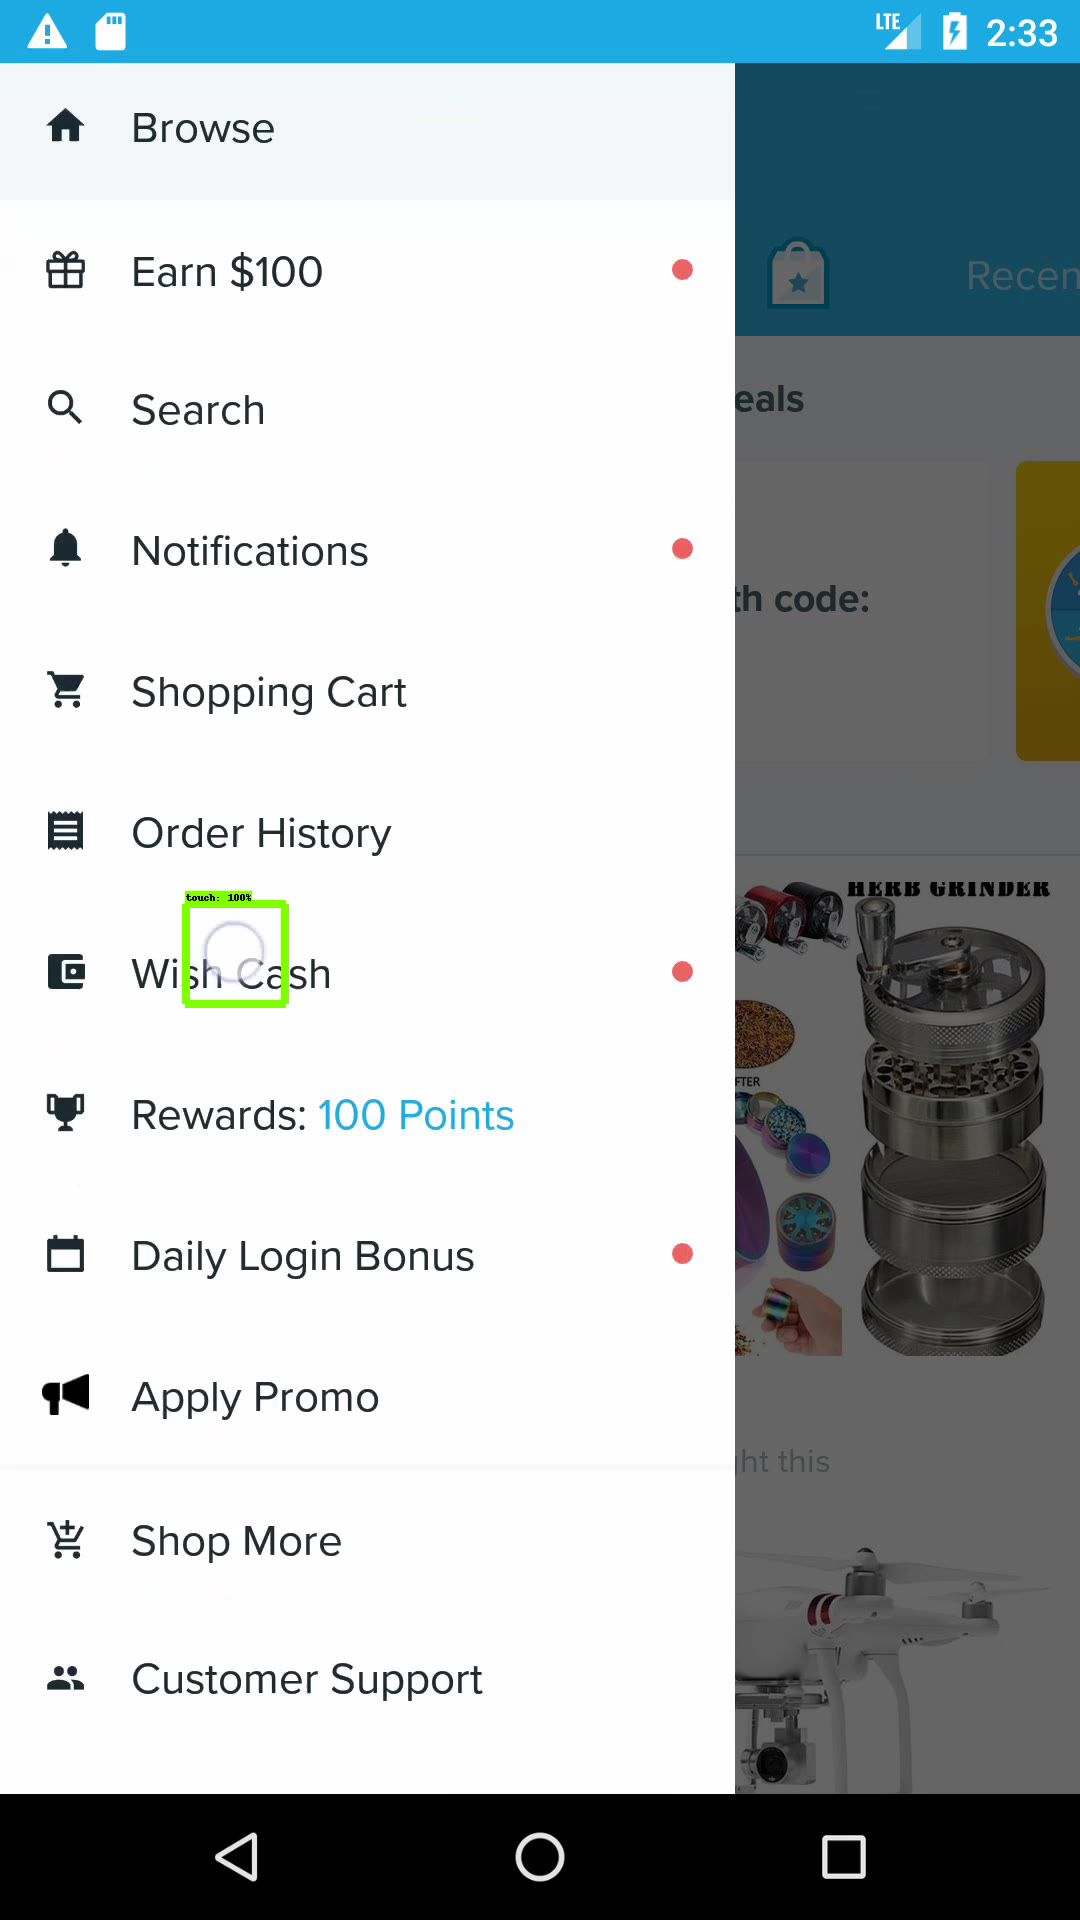 LTE 2:33
Browse
Earn $100
Recen
Search
eals
Notifications
th code:
Shopping Cart
Order History
HERB GRINDER
touch: 100%
Wish Cash
FTER
Rewards: 100 Points
Daily Login Bonus
Apply Promo
ht this
Shop More
Customer Support